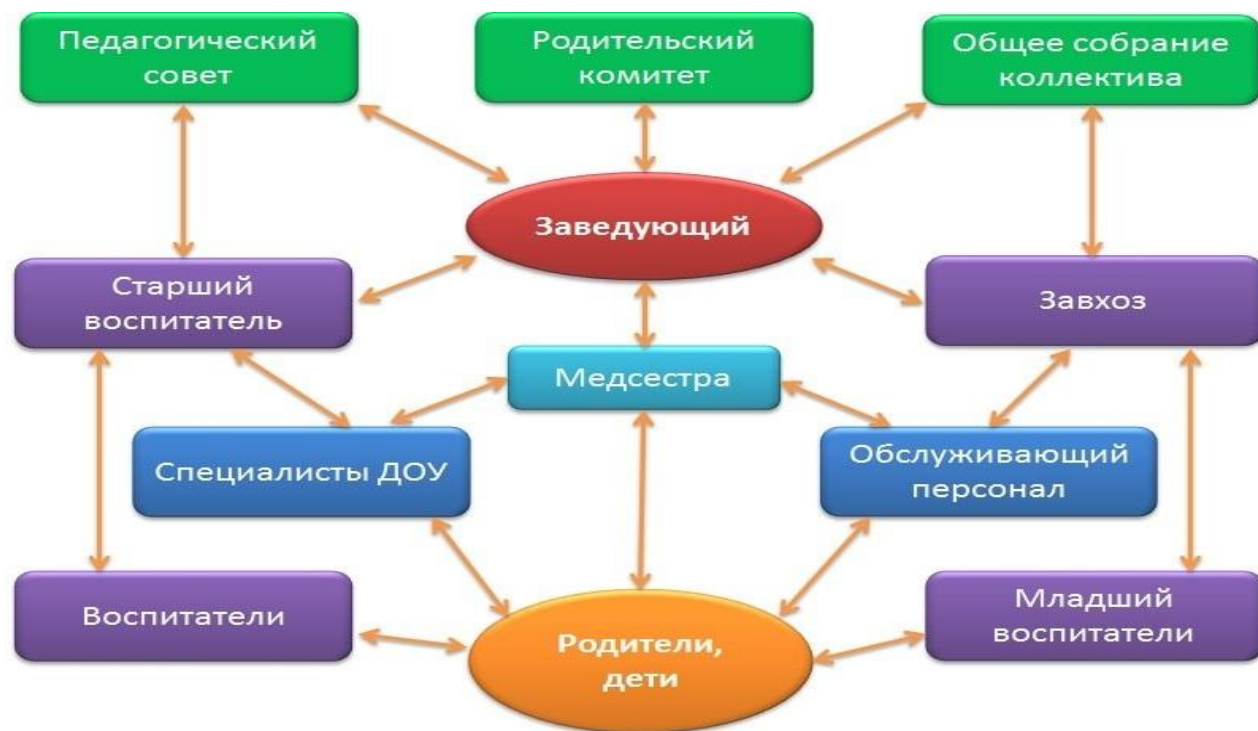 Педагогический
совет
Родительский
комитет
Общее собрание
коллектива
Заведующий
Старший
воспитатель
Завхоз
Медсестра
Специалисты ДОУ
Обслуживающий
персонал
Воспитатели
Родители,
дети
Младший
воспитатели